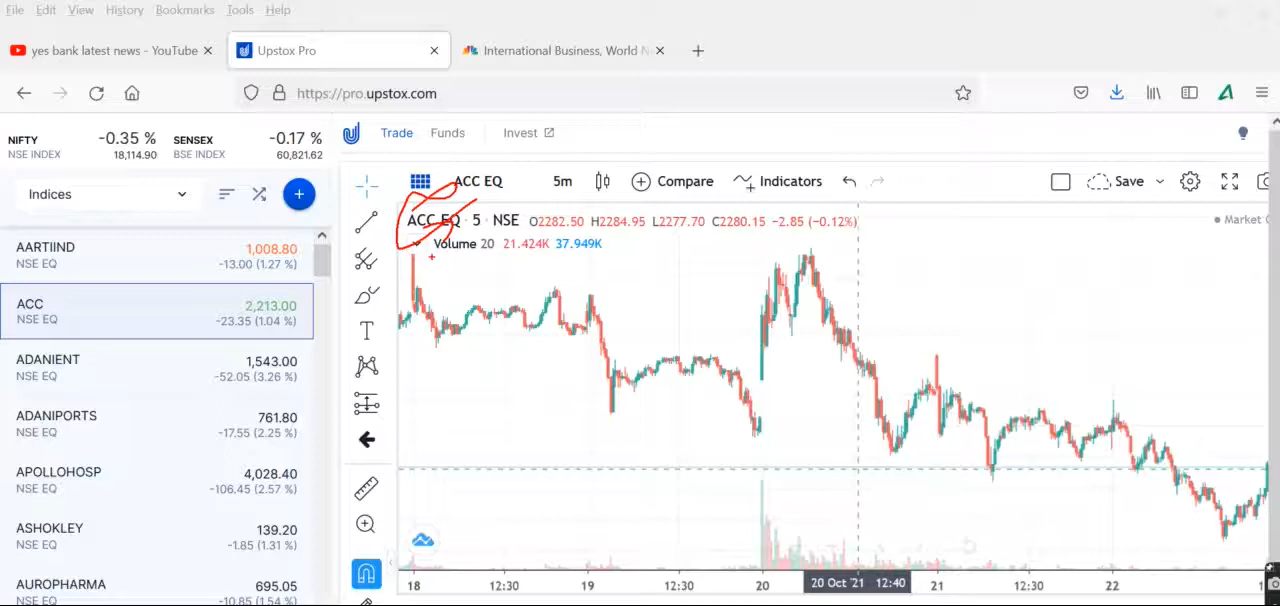 File Edit View History Bookmarks Tools Help
yes bank latest news - YouTube
Upstox Pro
International Business, World N
https://pro.upstox.com
NIFTY -0.35 % SENSEX -0.17 %
NSE INDEX 18,114.90 BSE INDEX 60,821.62
Trade Funds Invest
Indices
ACC EQ 5m Compare Indicators Save
ACC EQ · 5 · NSE O2282.50 H2284.95 L2277.70 C2280.15 -2.85 (-0.12%)
Market
Volume 20 21.424K 37.949K
AARTIIND 1,008.80
NSE EQ -13.00 (1.27 %)
ACC 2,213.00
NSE EQ -23.35 (1.04 %)
ADANIENT 1,543.00
NSE EQ -52.05 (3.26 %)
ADANIPORTS 761.80
NSE EQ -17.55 (2.25 %)
APOLLOHOSP 4,028.40
NSE EQ -106.45 (2.57 %)
ASHOKLEY 139.20
NSE EQ -1.85 (1.31 %)
AUROPHARMA 695.05
NSE EQ -10.85 (1.54 %)
18 12:30 19 12:30 20 20 Oct '21 12:40 21 12:30 22